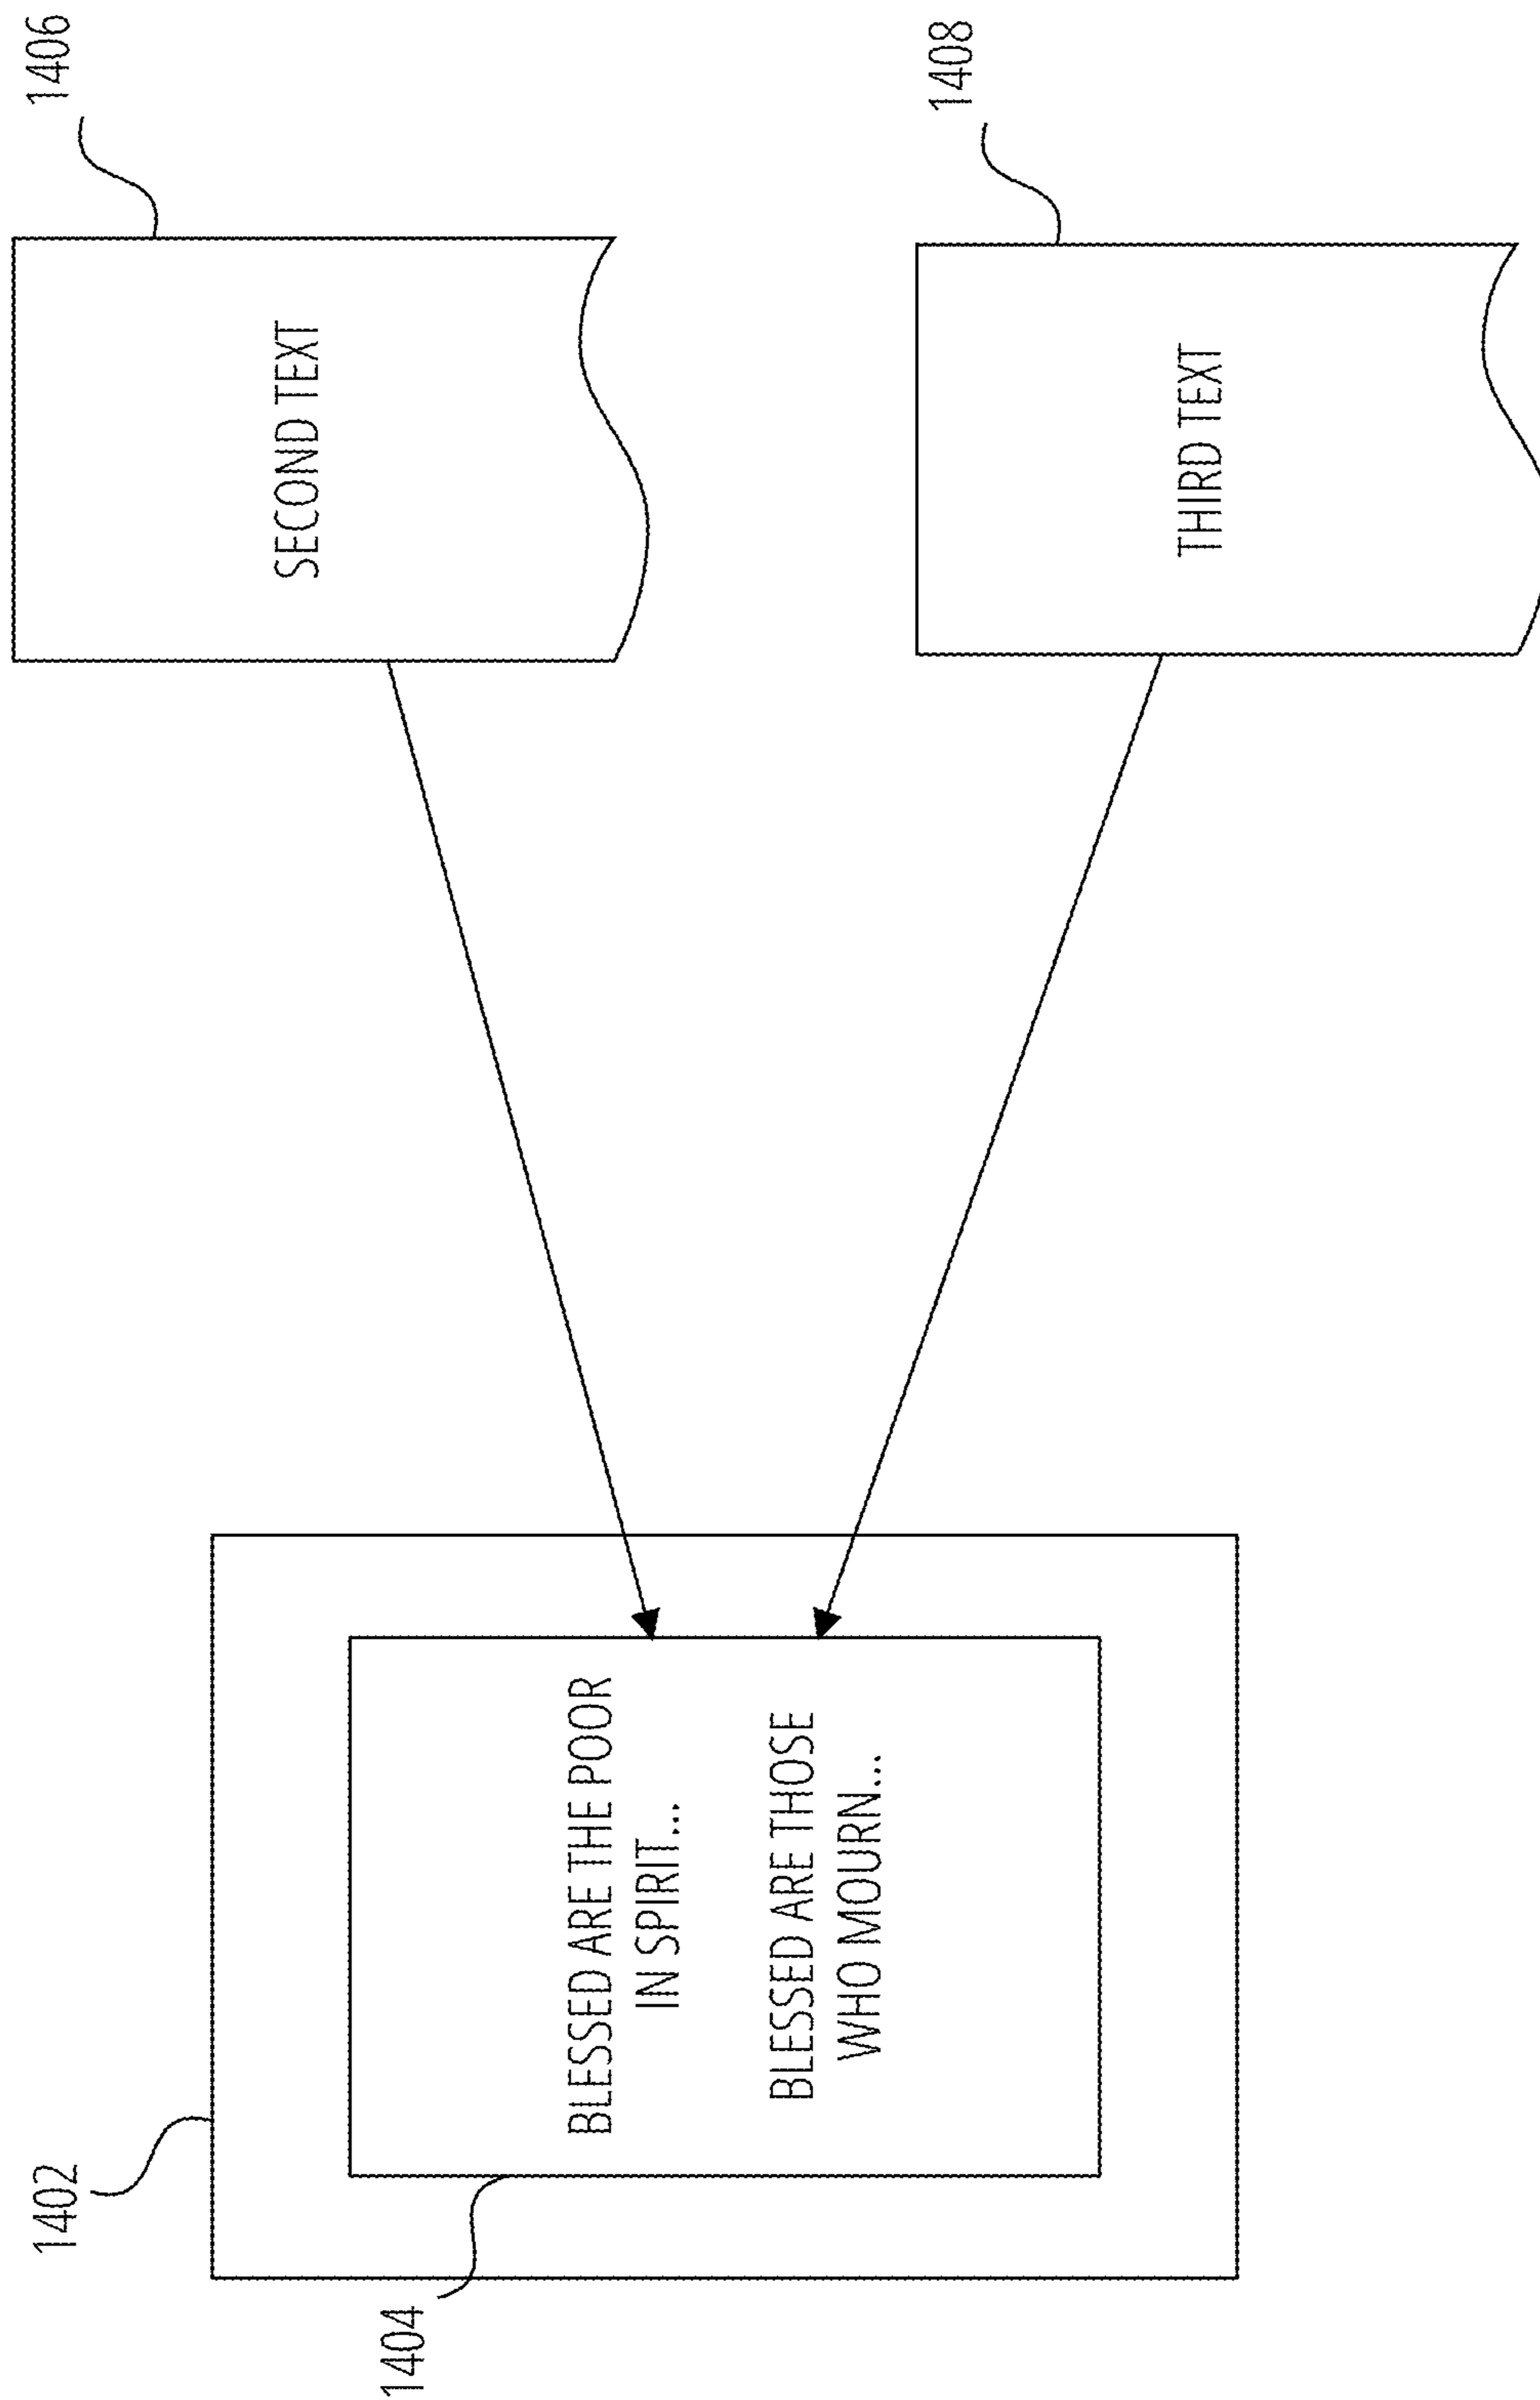 1402
1404
BLESSED ARE THE POOR
IN SPIRIT...
BLESSED ARE THOSE
WHO MOURN...
1406
SECOND TEXT
1408
THIRD TEXT